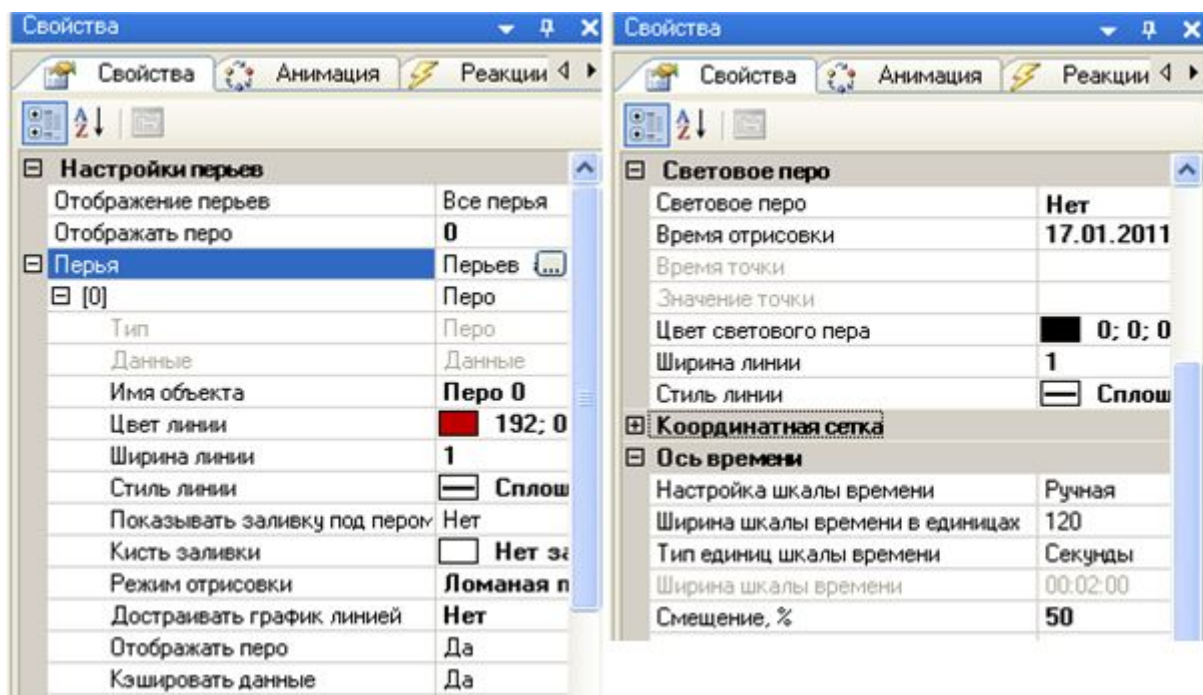 Свойства
Свойства Анимация Реакции
Настройки перьев
Отображение перьев Все перья
Отображать перо 0
Перья Перьев ...
[0] Перо
Тип Перо
Данные Данные
Имя объекта Перо 0
Цвет линии 192; 0
Ширина линии 1
Стиль линии Сплош
Показывать заливку под пером Нет
Кисть заливки Нет за
Режим отрисовки Ломаная п
Достраивать график линией Нет
Отображать перо Да
Кэшировать данные Да
Свойства
Свойства Анимация Реакции
Световое перо
Световое перо Нет
Время отрисовки 17.01.2011
Время точки
Значение точки
Цвет светового пера 0; 0; 0
Ширина линии 1
Стиль линии Сплош
Координатная сетка
Ось времени
Настройка шкалы времени Ручная
Ширина шкалы времени в единицах 120
Тип единиц шкалы времени Секунды
Ширина шкалы времени 00:02:00
Смещение, % 50